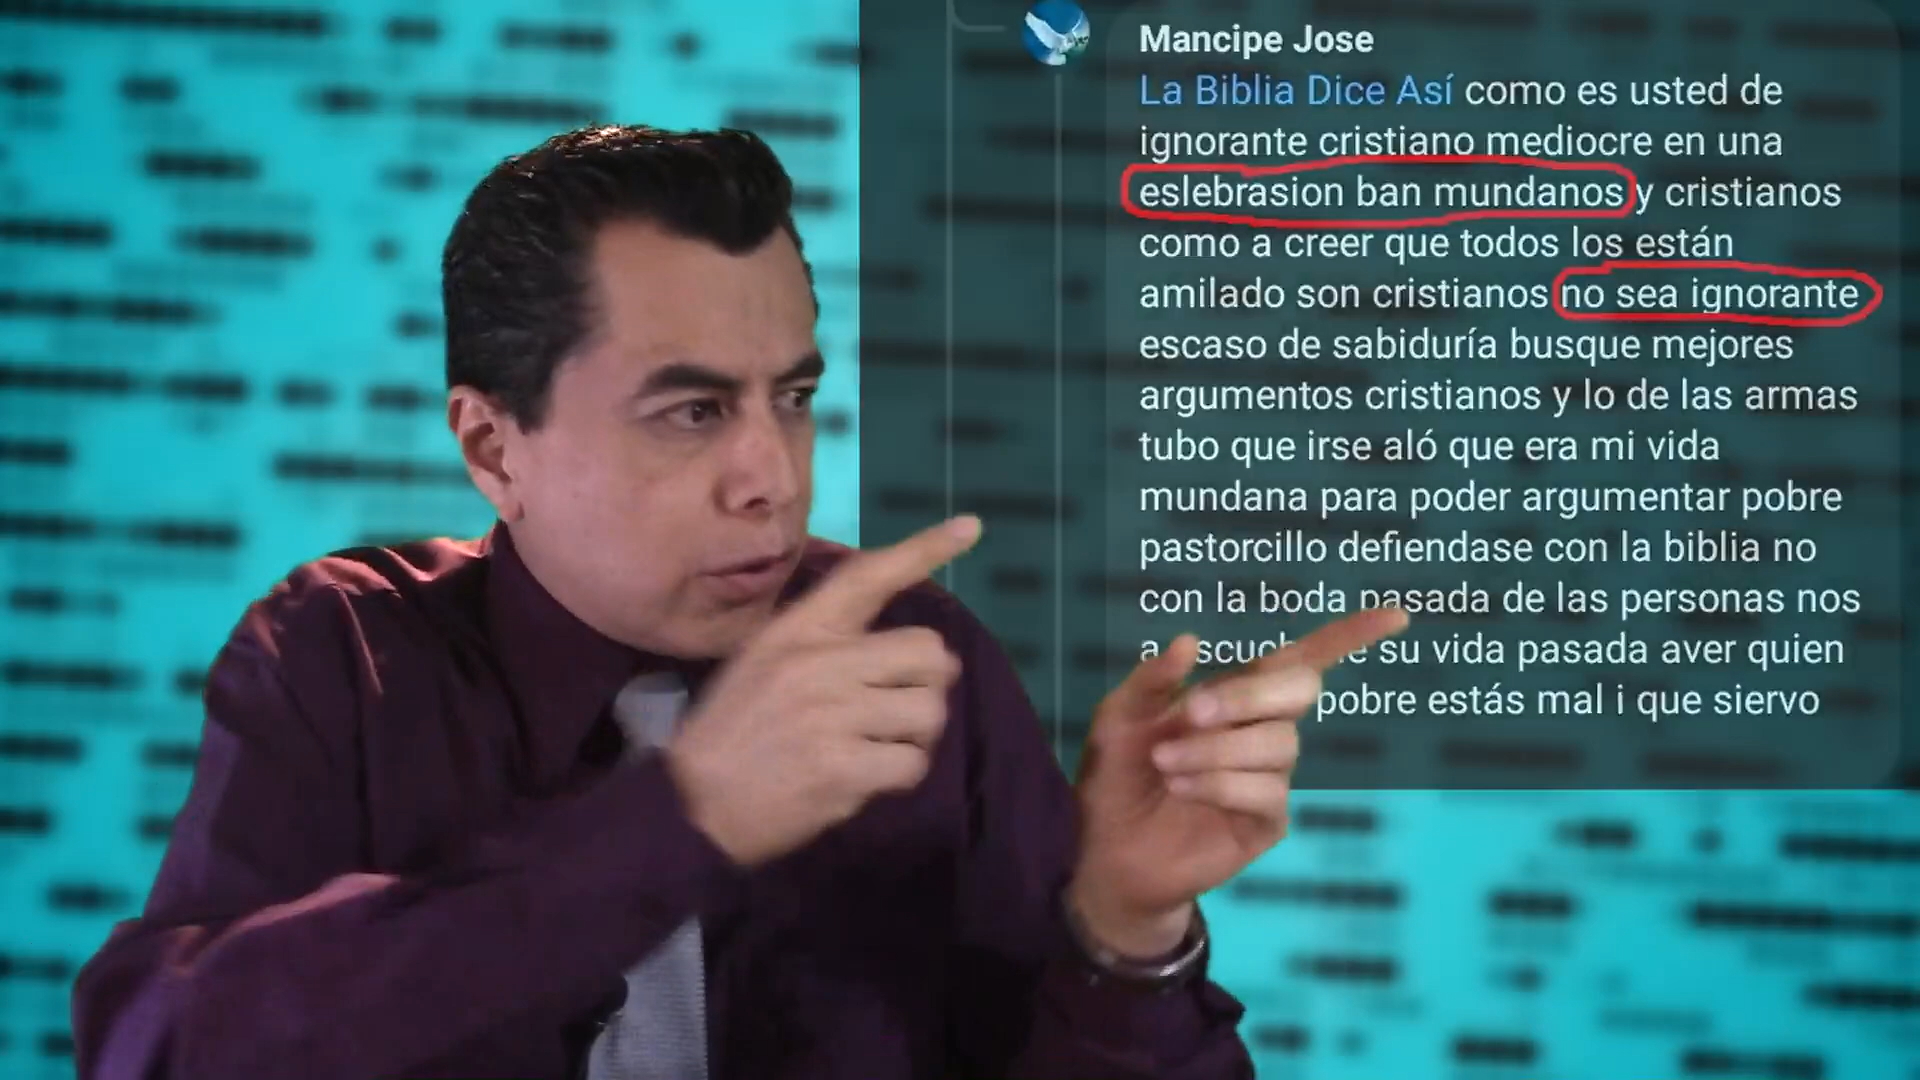 Mancipe Jose
La Biblia Dice Así como es usted de
ignorante cristiano mediocre en una
eslebrasion ban mundanos y cristianos
como a creer que todos los están
amilado son cristianos no sea ignorante
escaso de sabiduría busque mejores
argumentos cristianos y lo de las armas
tubo que irse aló que era mi vida
mundana para poder argumentar pobre
pastorcillo defiendase con la biblia no
con la boda pasada de las personas nos
a su vida pasada aver quien
pobre estás mal i que siervo